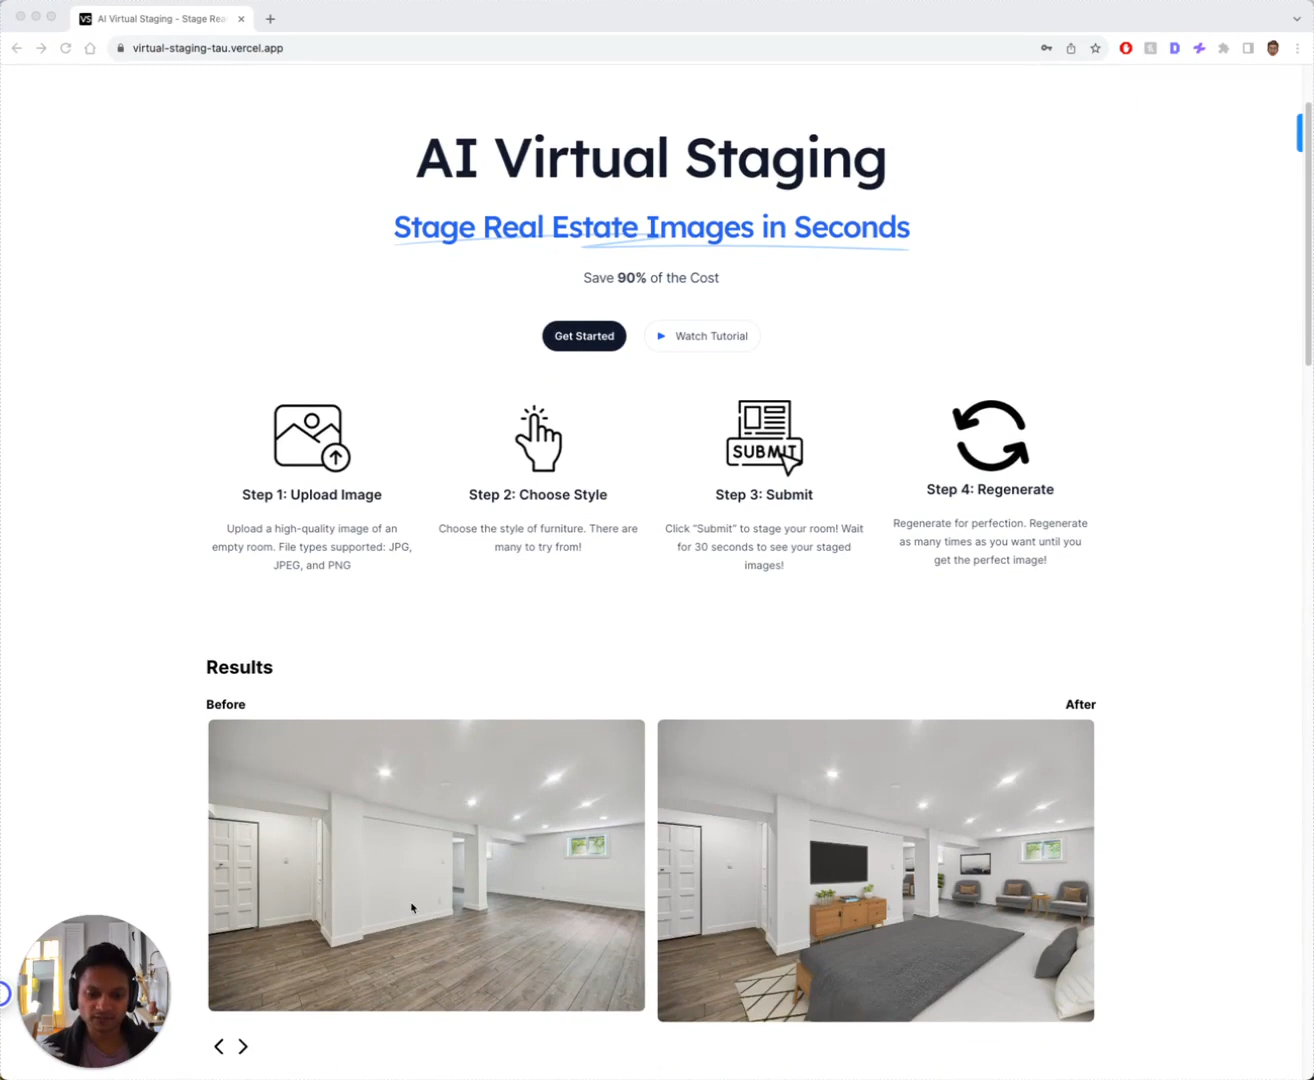 VS AI Virtual Staging - Stage Rea
virtual-staging-tau.vercel.app
AI Virtual Staging
Stage Real Estate Images in Seconds
Save 90% of the Cost
Get Started
Watch Tutorial
SUBMIT
Step 1: Upload Image
Upload a high-quality image of an
empty room. File types supported: JPG,
JPEG, and PNG
Step 2: Choose Style
Choose the style of furniture. There are
many to try from!
Step 3: Submit
Click "Submit" to stage your room! Wait
for 30 seconds to see your staged
images!
Step 4: Regenerate
Regenerate for perfection. Regenerate
as many times as you want until you
get the perfect image!
Results
Before
After